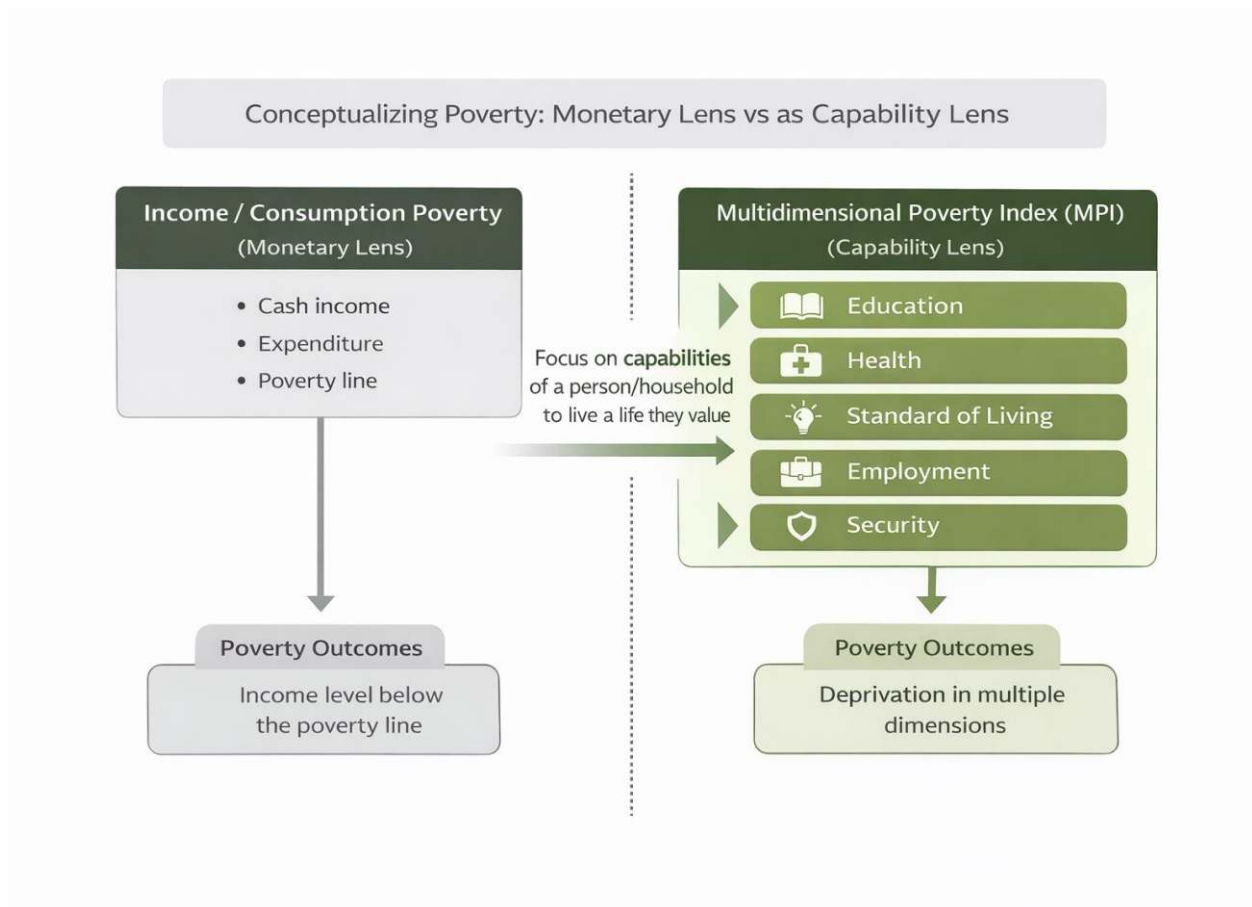 Conceptualizing Poverty: Monetary Lens vs as Capability Lens
Income / Consumption Poverty
(Monetary Lens)
• Cash income
• Expenditure
• Poverty line
Poverty Outcomes
Income level below
the poverty line
Focus on capabilities
of a person/household
to live a life they value
Multidimensional Poverty Index (MPI)
(Capability Lens)
Education
Health
Standard of Living
Employment
Security
Poverty Outcomes
Deprivation in multiple
dimensions